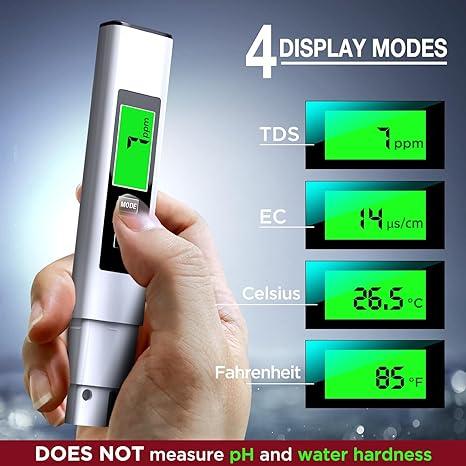 4 DISPLAY MODES
TDS
7 ppm
EC
14 µs/cm
Celsius
26.5 °C
Fahrenheit
85 °F
7 ppm
MODE
DOES NOT measure pH and water hardness